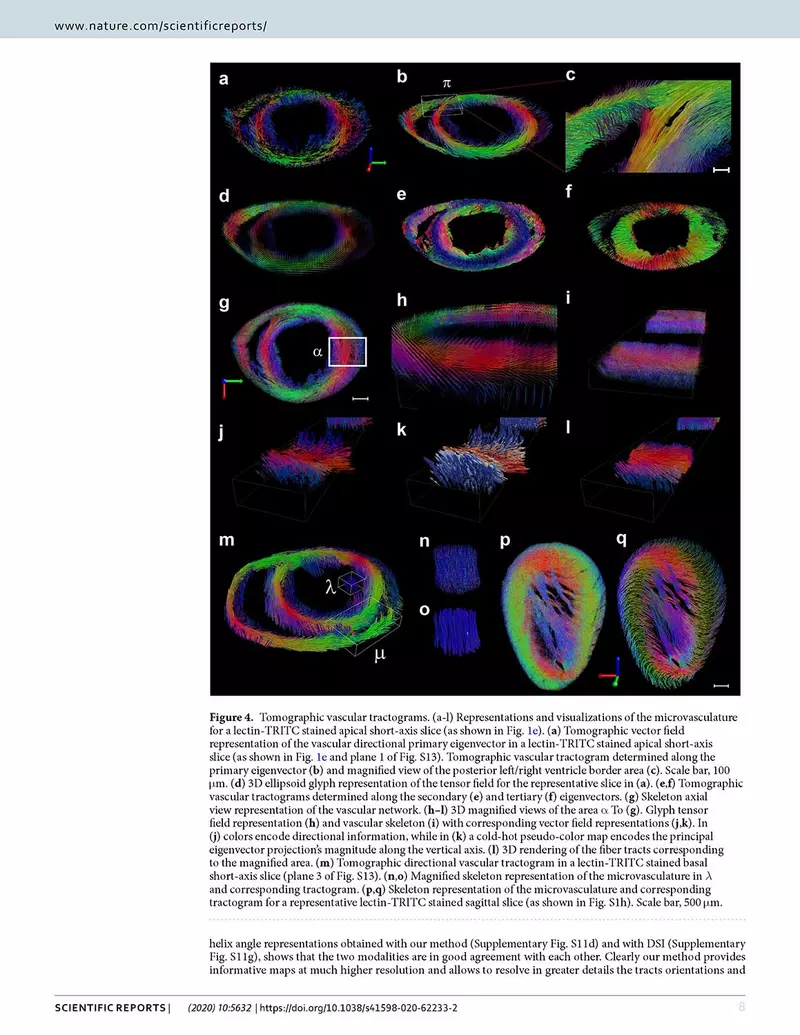 www.nature.com/scientificreports/
a
b
π
c
d
e
f
g
α
h
i
j
k
l
m
λ
μ
n
o
p
q
Figure 4. Tomographic vascular tractograms. (a-l) Representations and visualizations of the microvasculature
for a lectin-TRITC stained apical short-axis slice (as shown in Fig. 1e). (a) Tomographic vector field
representation of the vascular directional primary eigenvector in a lectin-TRITC stained apical short-axis
slice (as shown in Fig. 1e and plane 1 of Fig. S13). Tomographic vascular tractogram determined along the
primary eigenvector (b) and magnified view of the posterior left/right ventricle border area (c). Scale bar, 100
μm. (d) 3D ellipsoid glyph representation of the tensor field for the representative slice in (a). (e,f) Tomographic
vascular tractograms determined along the secondary (e) and tertiary (f) eigenvectors. (g) Skeleton axial
view representation of the vascular network. (h–l) 3D magnified views of the area α To (g). Glyph tensor
field representation (h) and vascular skeleton (i) with corresponding vector field representations (j,k). In
(j) colors encode directional information, while in (k) a cold-hot pseudo-color map encodes the principal
eigenvector projection's magnitude along the vertical axis. (l) 3D rendering of the fiber tracts corresponding
to the magnified area. (m) Tomographic directional vascular tractogram in a lectin-TRITC stained basal
short-axis slice (plane 3 of Fig. S13). (n,o) Magnified skeleton representation of the microvasculature in λ
and corresponding tractogram. (p,q) Skeleton representation of the microvasculature and corresponding
tractogram for a representative lectin-TRITC stained sagittal slice (as shown in Fig. S1h). Scale bar, 500 μm.
helix angle representations obtained with our method (Supplementary Fig. S11d) and with DSI (Supplementary
Fig. S11g), shows that the two modalities are in good agreement with each other. Clearly our method provides
informative maps at much higher resolution and allows to resolve in greater details the tracts orientations and
SCIENTIFIC REPORTS | (2020) 10:5632 | https://doi.org/10.1038/s41598-020-62233-2 8